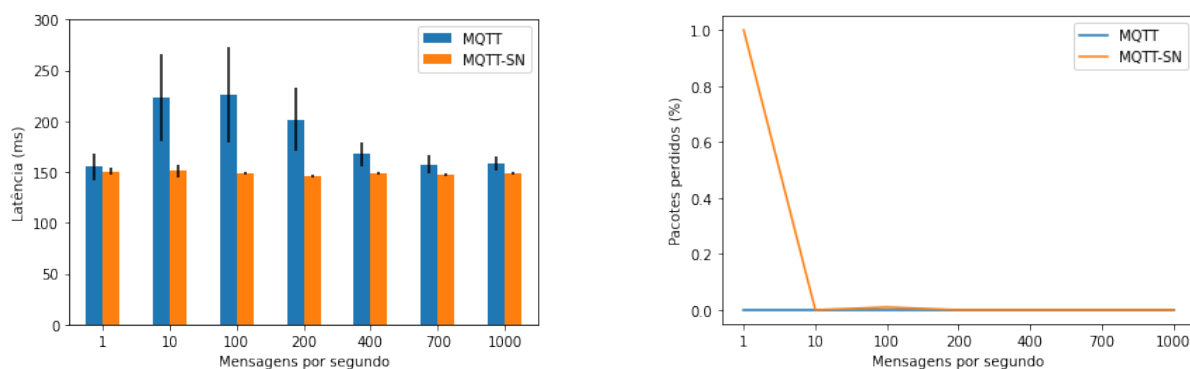 300
250
200
150
100
50
0
Latência (ms)
MQTT
MQTT-SN
1 10 100 200 400 700 1000
Mensagens por segundo
1.0
0.8
0.6
0.4
0.2
0.0
Pacotes perdidos (%)
MQTT
MQTT-SN
1 10 100 200 400 700 1000
Mensagens por segundo